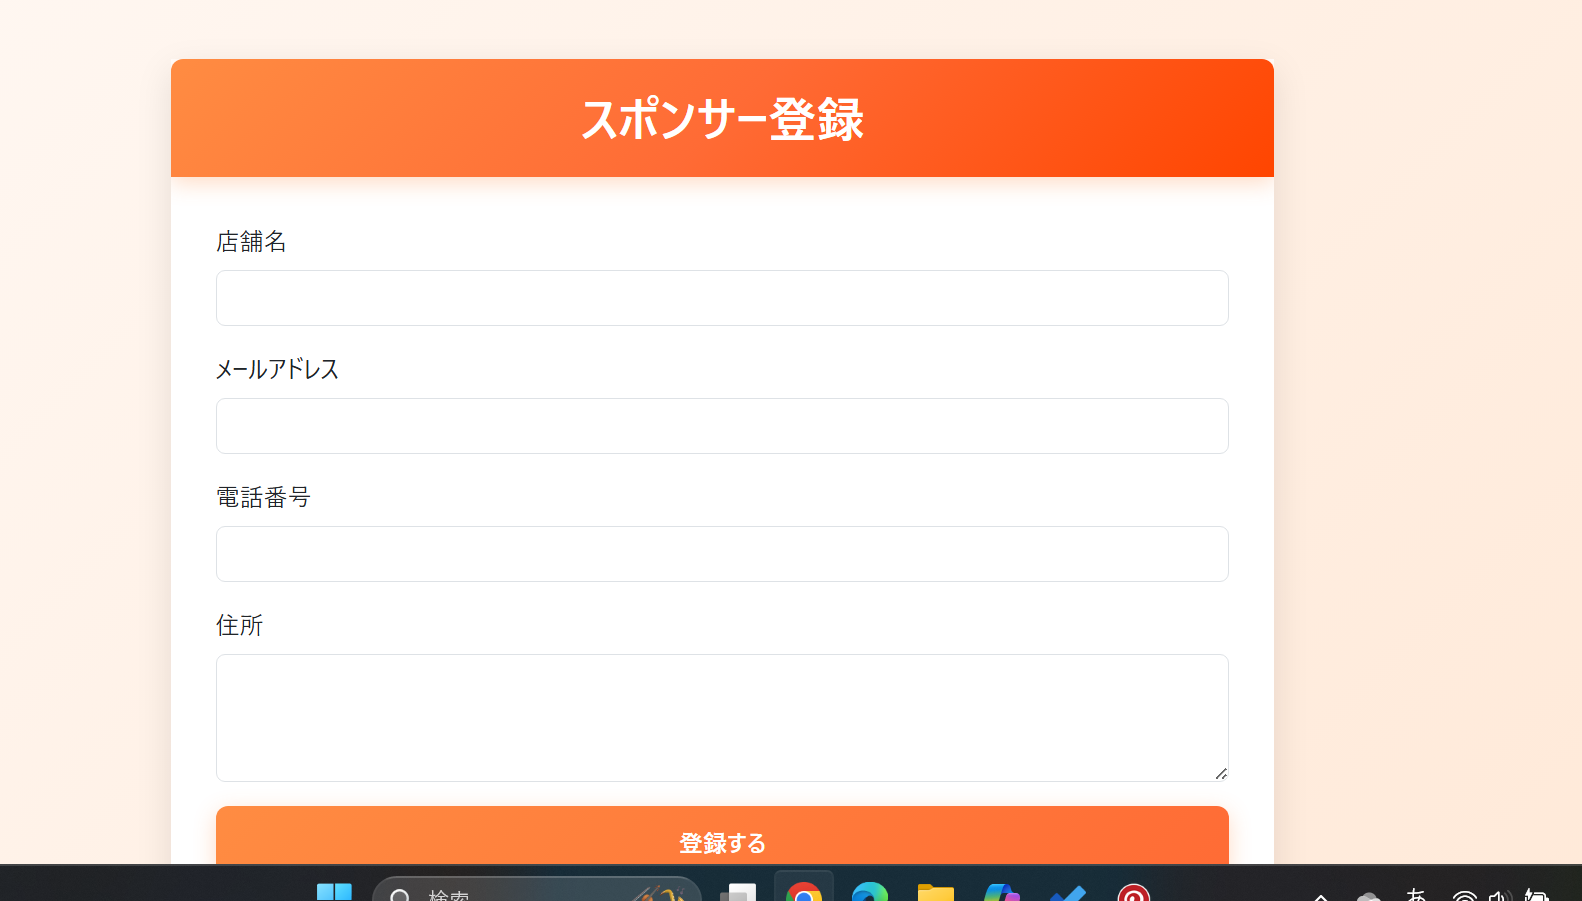 スポンサー登録
店舗名
メールアドレス
電話番号
住所
登録する
検索
あ